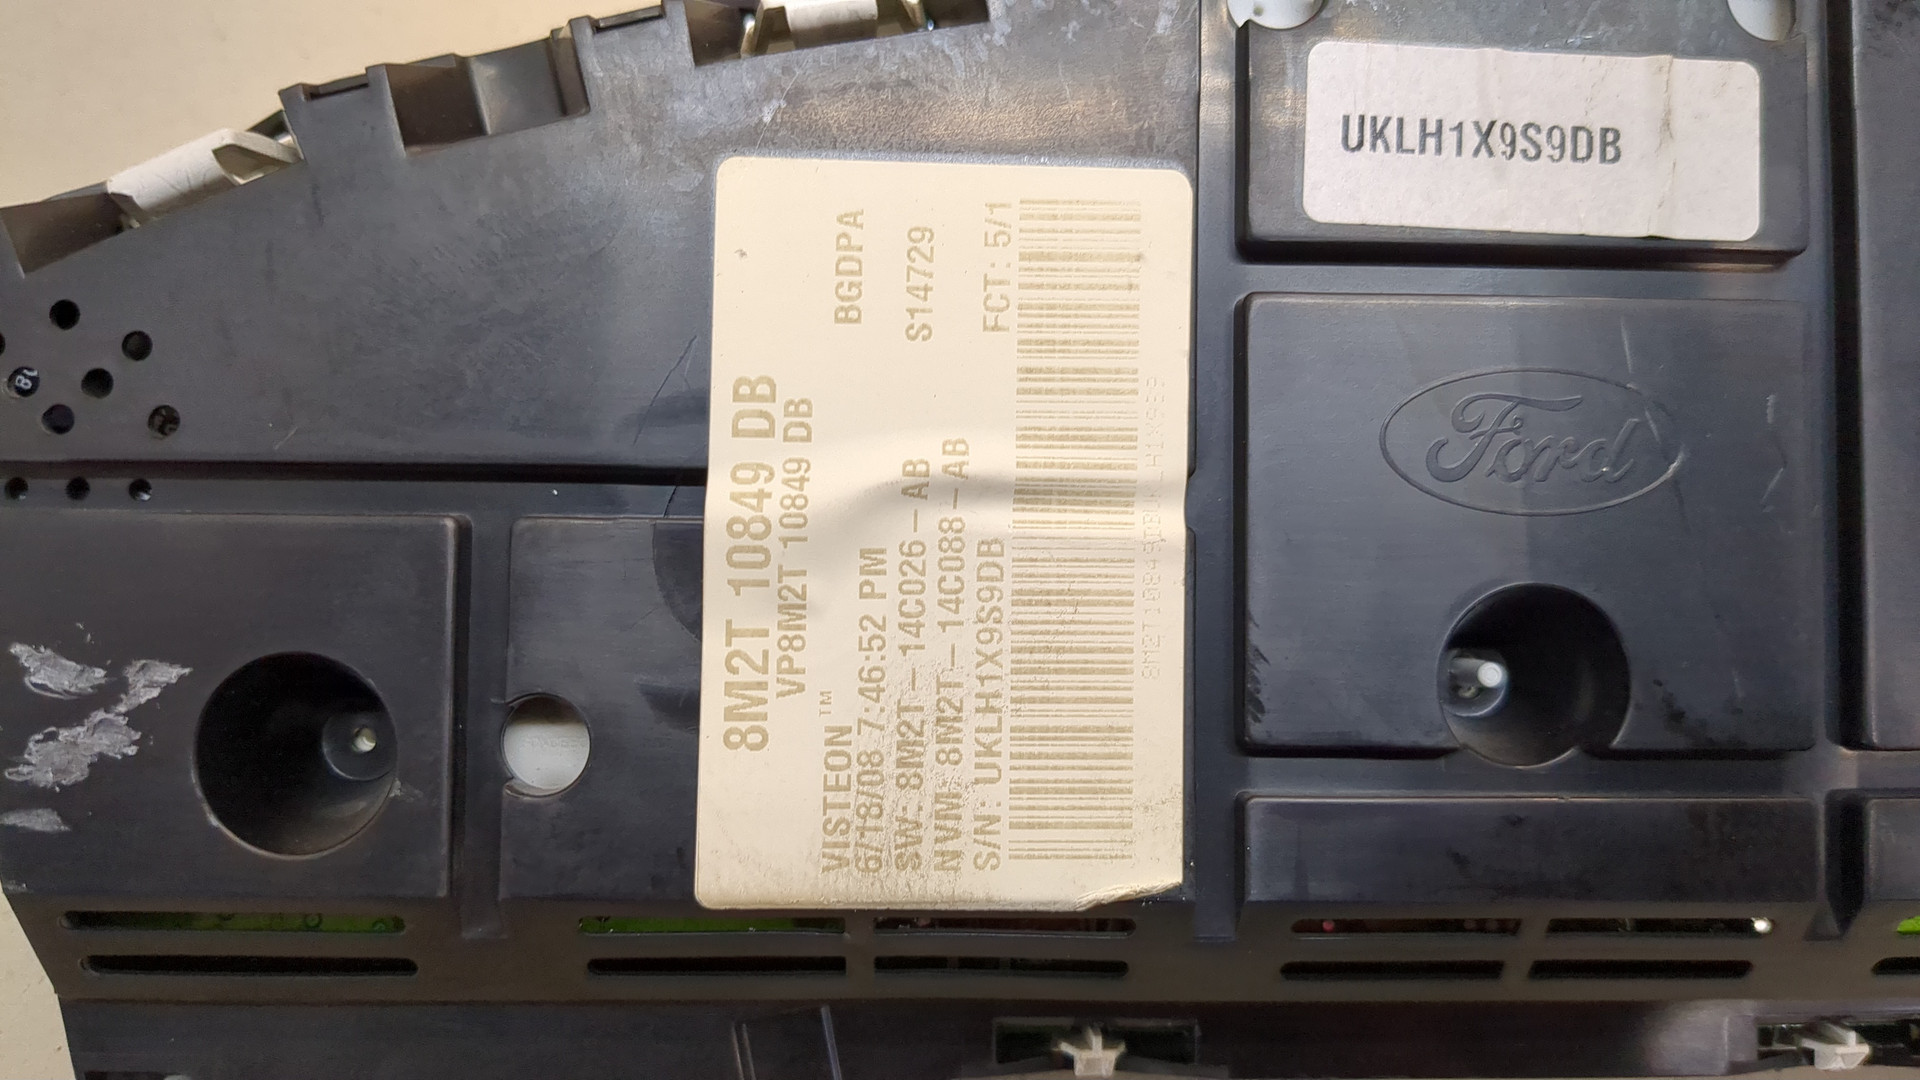 8M2T 10849 DB
VP8M2T 10849 DB
VISTEON™
BGDPA
6/18/08 7:46:52 PM
SW: 8M2T-14C026-AB
S14729
NVM: 8M2T-14C088-AB
S/N: UKLH1X9S9DB
FCT: 5/1
UKLH1X9S9DB
Ford